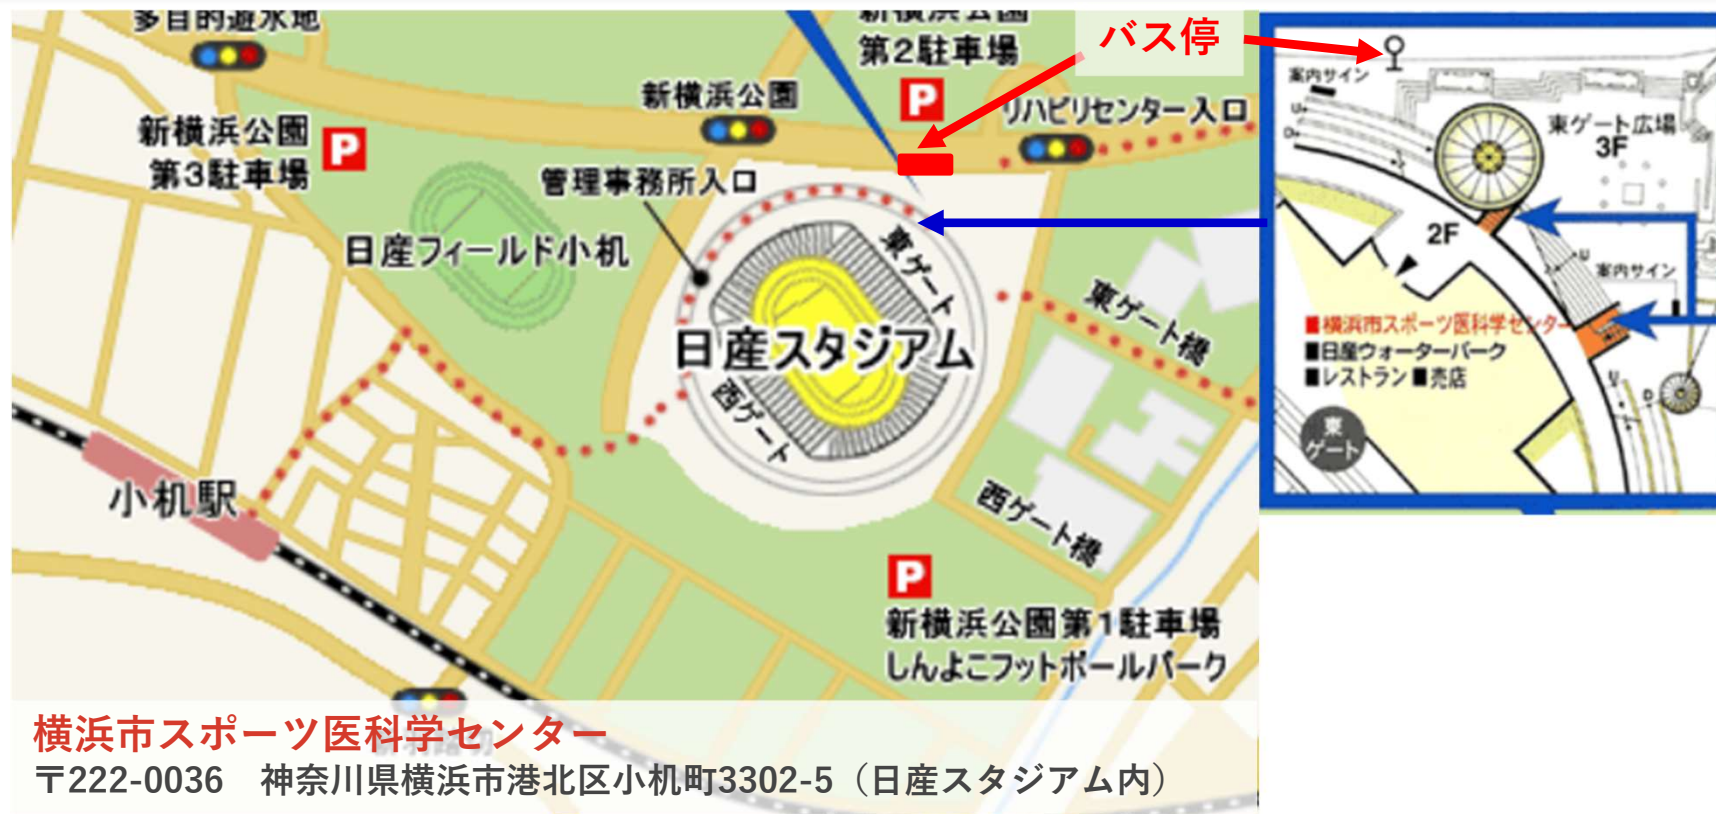 多目的遊水地
新横浜公園
第2駐車場
P
バス停
新横浜公園
リハビリセンター入口
新横浜公園
第3駐車場
P
管理事務所入口
日産フィールド小机
東ゲート
日産スタジアム
西ゲート
東ゲート橋
西ゲート橋
小机駅
P
新横浜公園第1駐車場
しんよこフットボールパーク
横浜市スポーツ医科学センター
〒222-0036　神奈川県横浜市港北区小机町3302-5（日産スタジアム内）
案内サイン
U
D
東ゲート広場
3F
2F
U
案内サイン
■横浜市スポーツ医科学センター
■日産ウォーターパーク
■レストラン ■売店
U
D
東
ゲート